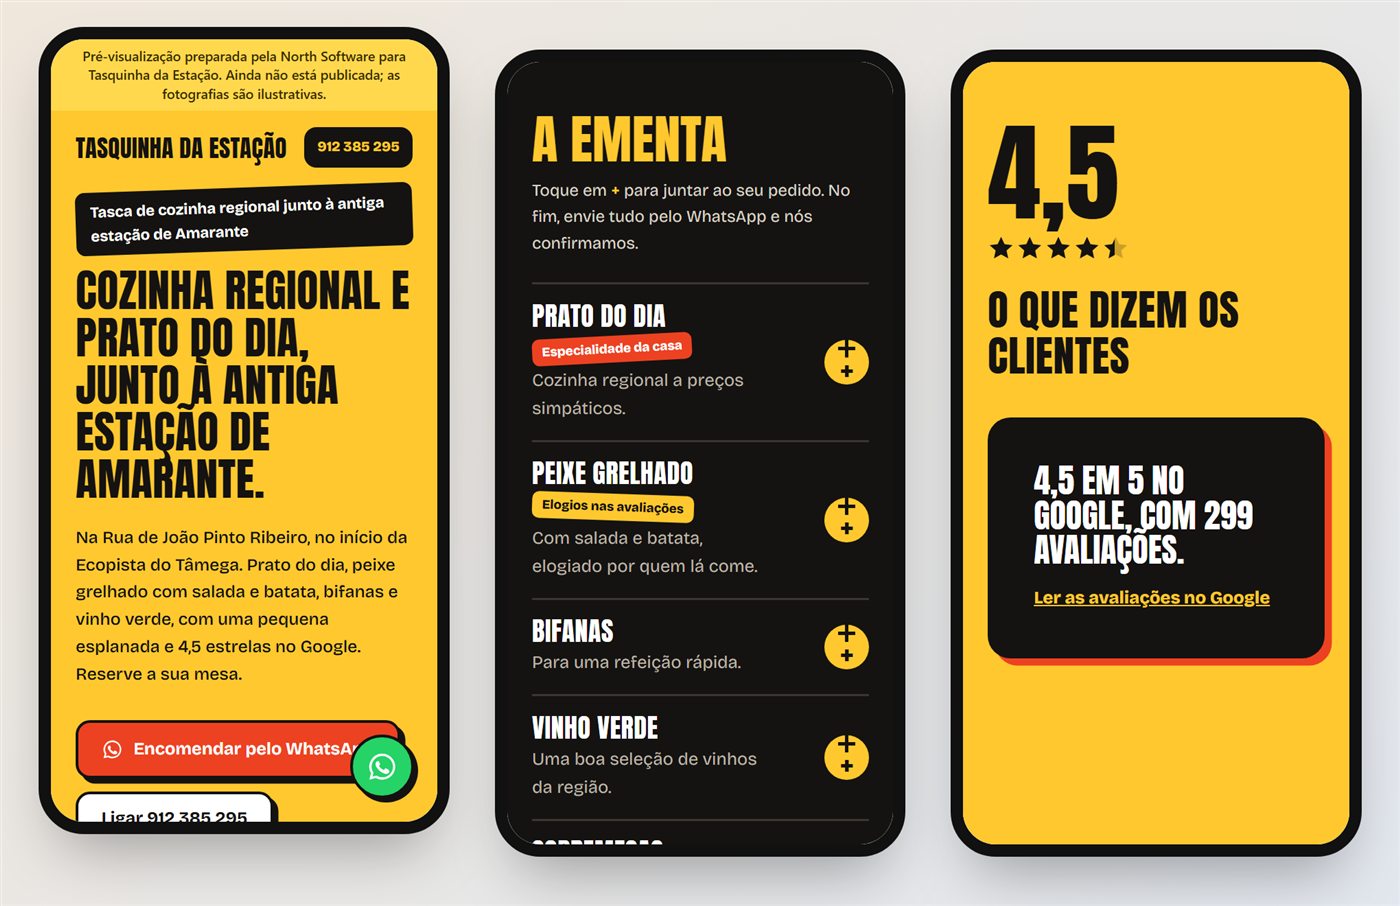 Pré-visualização preparada pela North Software para
Tasquinha da Estação. Ainda não está publicada; as
fotografias são ilustrativas.
TASQUINHA DA ESTAÇÃO
912 385 295
Tasca de cozinha regional junto à antiga
estação de Amarante
COZINHA REGIONAL E
PRATO DO DIA,
JUNTO À ANTIGA
ESTAÇÃO DE
AMARANTE.
Na Rua de João Pinto Ribeiro, no início da
Ecopista do Tâmega. Prato do dia, peixe
grelhado com salada e batata, bifanas e
vinho verde, com uma pequena
esplanada e 4,5 estrelas no Google.
Reserve a sua mesa.
Encomendar pelo WhatsA
Ligar 912 385 295
A EMENTA
Toque em + para juntar ao seu pedido. No
fim, envie tudo pelo WhatsApp e nós
confirmamos.
PRATO DO DIA
Especialidade da casa
Cozinha regional a preços
simpáticos.
+
+
PEIXE GRELHADO
Elogios nas avaliações
Com salada e batata,
elogiado por quem lá come.
+
+
BIFANAS
Para uma refeição rápida.
+
+
VINHO VERDE
Uma boa seleção de vinhos
da região.
+
+
4,5
O QUE DIZEM OS
CLIENTES
4,5 EM 5 NO
GOOGLE, COM 299
AVALIAÇÕES.
Ler as avaliações no Google